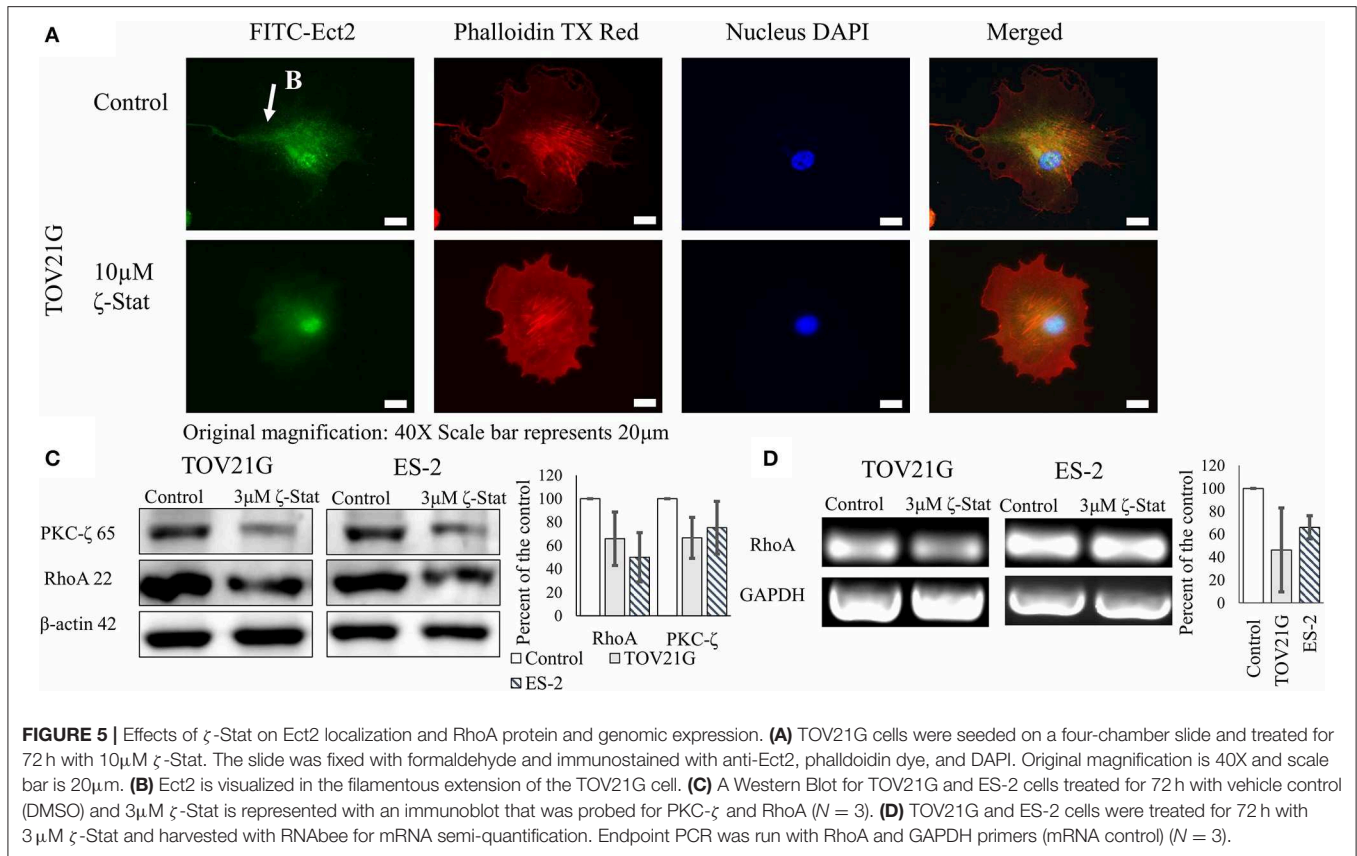 A
FITC-Ect2 Phalloidin TX Red Nucleus DAPI Merged
TOV21G
Control
B
10μM
ζ-Stat
Original magnification: 40X Scale bar represents 20μm
C
TOV21G ES-2
Control 3μM ζ-Stat Control 3μM ζ-Stat
PKC-ζ 65
RhoA 22
β-actin 42
Percent of the control
120
100
80
60
40
20
0
RhoA PKC-ζ
Control TOV21G
ES-2
D
TOV21G ES-2
Control 3μM ζ-Stat Control 3μM ζ-Stat
RhoA
GAPDH
Percent of the control
120
100
80
60
40
20
0
Control
TOV21G
ES-2
FIGURE 5 | Effects of ζ-Stat on Ect2 localization and RhoA protein and genomic expression. (A) TOV21G cells were seeded on a four-chamber slide and treated for
72 h with 10μM ζ-Stat. The slide was fixed with formaldehyde and immunostained with anti-Ect2, phalloidin dye, and DAPI. Original magnification is 40X and scale
bar is 20μm. (B) Ect2 is visualized in the filamentous extension of the TOV21G cell. (C) A Western Blot for TOV21G and ES-2 cells treated for 72 h with vehicle control
(DMSO) and 3μM ζ-Stat is represented with an immunoblot that was probed for PKC-ζ and RhoA (N = 3). (D) TOV21G and ES-2 cells were treated for 72 h with
3 μM ζ-Stat and harvested with RNAbee for mRNA semi-quantification. Endpoint PCR was run with RhoA and GAPDH primers (mRNA control) (N = 3).